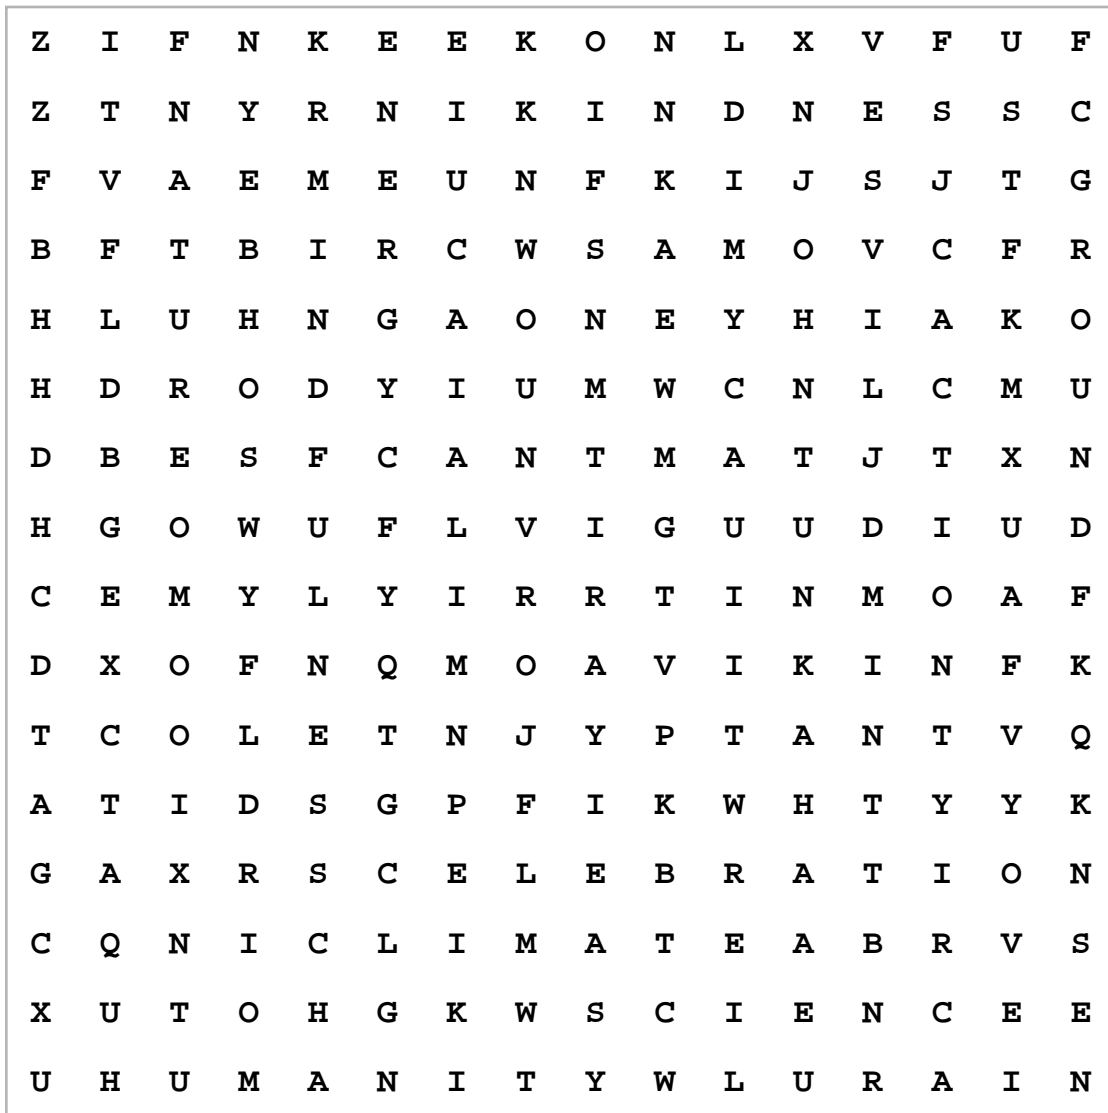 Z I F N K E E K O N L X V F U F
Z T N Y R N I K I N D N E S S C
F V A E M E U N F K I J S J T G
B F T B I R C W S A M O V C F R
H L U H N G A O N E Y H I A K O
H D R O D Y I U M W C N L C M U
D B E S F C A N T M A T J T X N
H G O W U F L V I G U U D I U D
C E M Y L Y I R R T I N M O A F
D X O F N Q M O A V I K I N F K
T C O L E T N J Y P T A N T V Q
A T I D S G P F I K W H T Y Y K
G A X R S C E L E B R A T I O N
C Q N I C L I M A T E A B R V S
X U T O H G K W S C I E N C E E
U H U M A N I T Y W L U R A I N